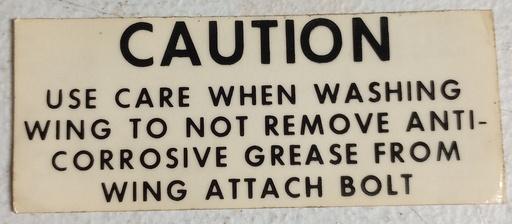 CAUTION
USE CARE WHEN WASHING
WING TO NOT REMOVE ANTI-
CORROSIVE GREASE FROM
WING ATTACH BOLT